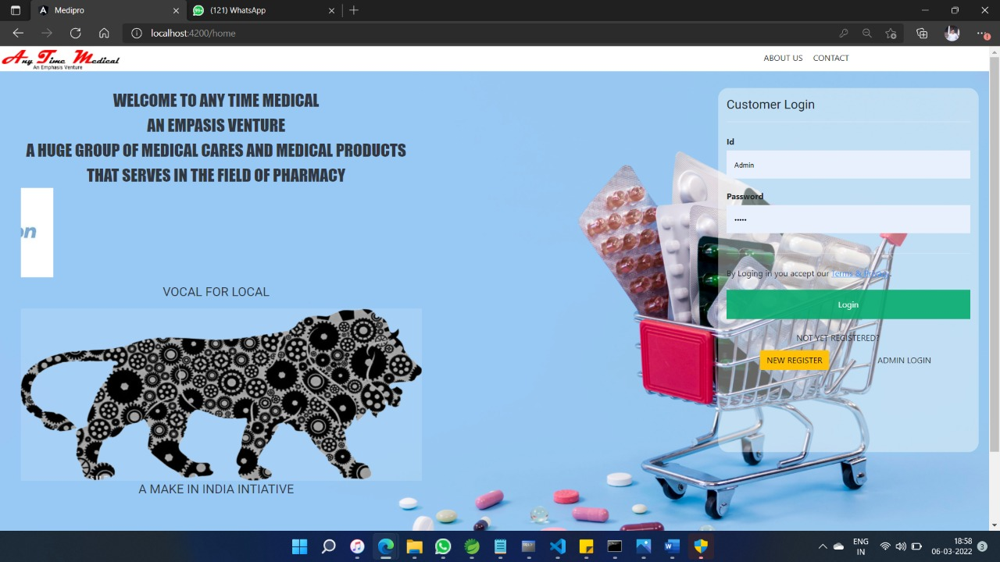 Medipro
(121) WhatsApp
localhost:4200/home
Any Time Medical
An Emphasis Venture
ABOUT US
CONTACT
WELCOME TO ANY TIME MEDICAL
AN EMPASIS VENTURE
A HUGE GROUP OF MEDICAL CARES AND MEDICAL PRODUCTS
THAT SERVES IN THE FIELD OF PHARMACY
on
VOCAL FOR LOCAL
A MAKE IN INDIA INTIATIVE
Customer Login
Id
Admin
Password
•••••
By Loging in you accept our Terms & Privacy.
Login
NOT YET REGISTERED?
NEW REGISTER
ADMIN LOGIN
ENG
IN
18:58
06-03-2022
3